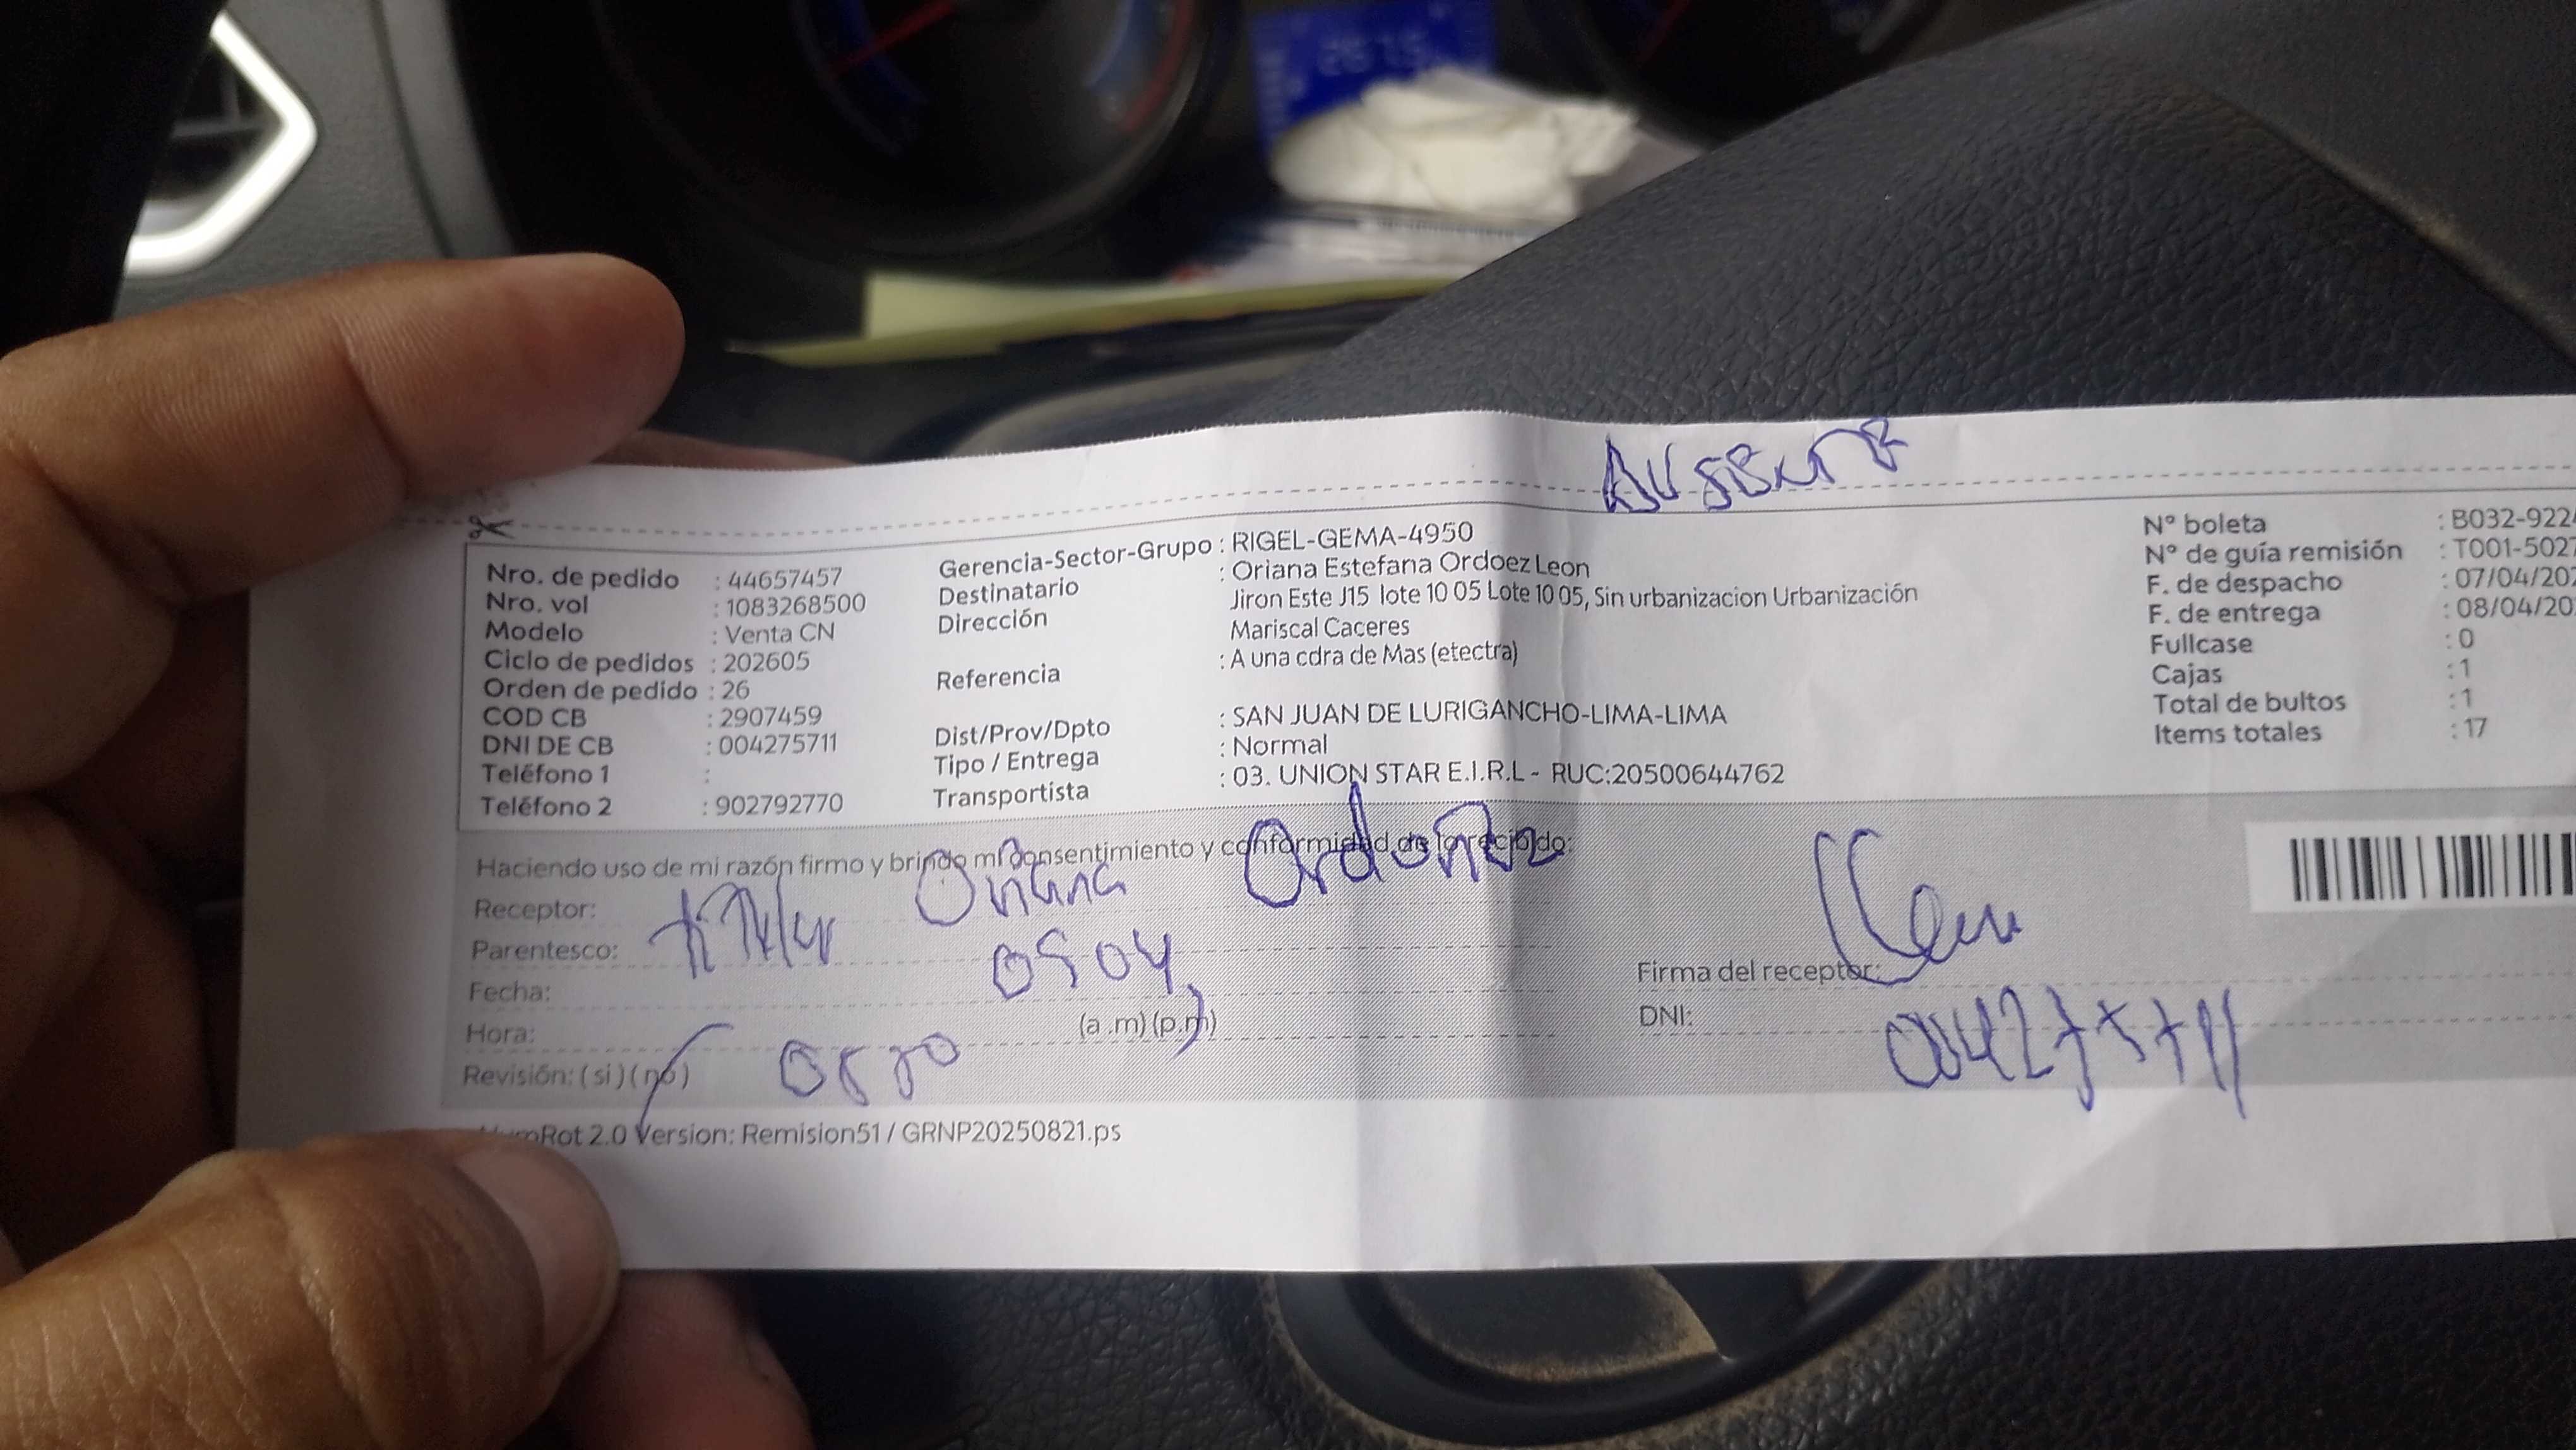 Ausente
Nro. de pedido : 44657457
Nro. vol : 1083268500
Modelo : Venta CN
Ciclo de pedidos : 202605
Orden de pedido : 26
COD CB : 2907459
DNI DE CB : 004275711
Teléfono 1 :
Teléfono 2 : 902792770
Gerencia-Sector-Grupo : RIGEL-GEMA-4950
Destinatario : Oriana Estefana Ordoez Leon
Dirección Jiron Este J15 lote 10 05 Lote 10 05, Sin urbanizacion Urbanización
Mariscal Caceres
Referencia : A una cdra de Mas (etectra)
Dist/Prov/Dpto : SAN JUAN DE LURIGANCHO-LIMA-LIMA
Tipo / Entrega : Normal
Transportista : 03. UNION STAR E.I.R.L - RUC:20500644762
N° boleta : B032-922
N° de guía remisión : T001-502
F. de despacho : 07/04/20
F. de entrega : 08/04/20
Fullcase : 0
Cajas : 1
Total de bultos : 1
Items totales : 17
Haciendo uso de mi razón firmo y brindo mi consentimiento y conformidad de lo recibido:
Receptor: Oriana Ordoñez
Parentesco: titular
Fecha: 0904
Hora: (a .m) (p.m)
Revisión: ( si ) ( no )
Firma del receptor:
DNI: 004275711
Rot 2.0 Version: Remision51 / GRNP20250821.ps